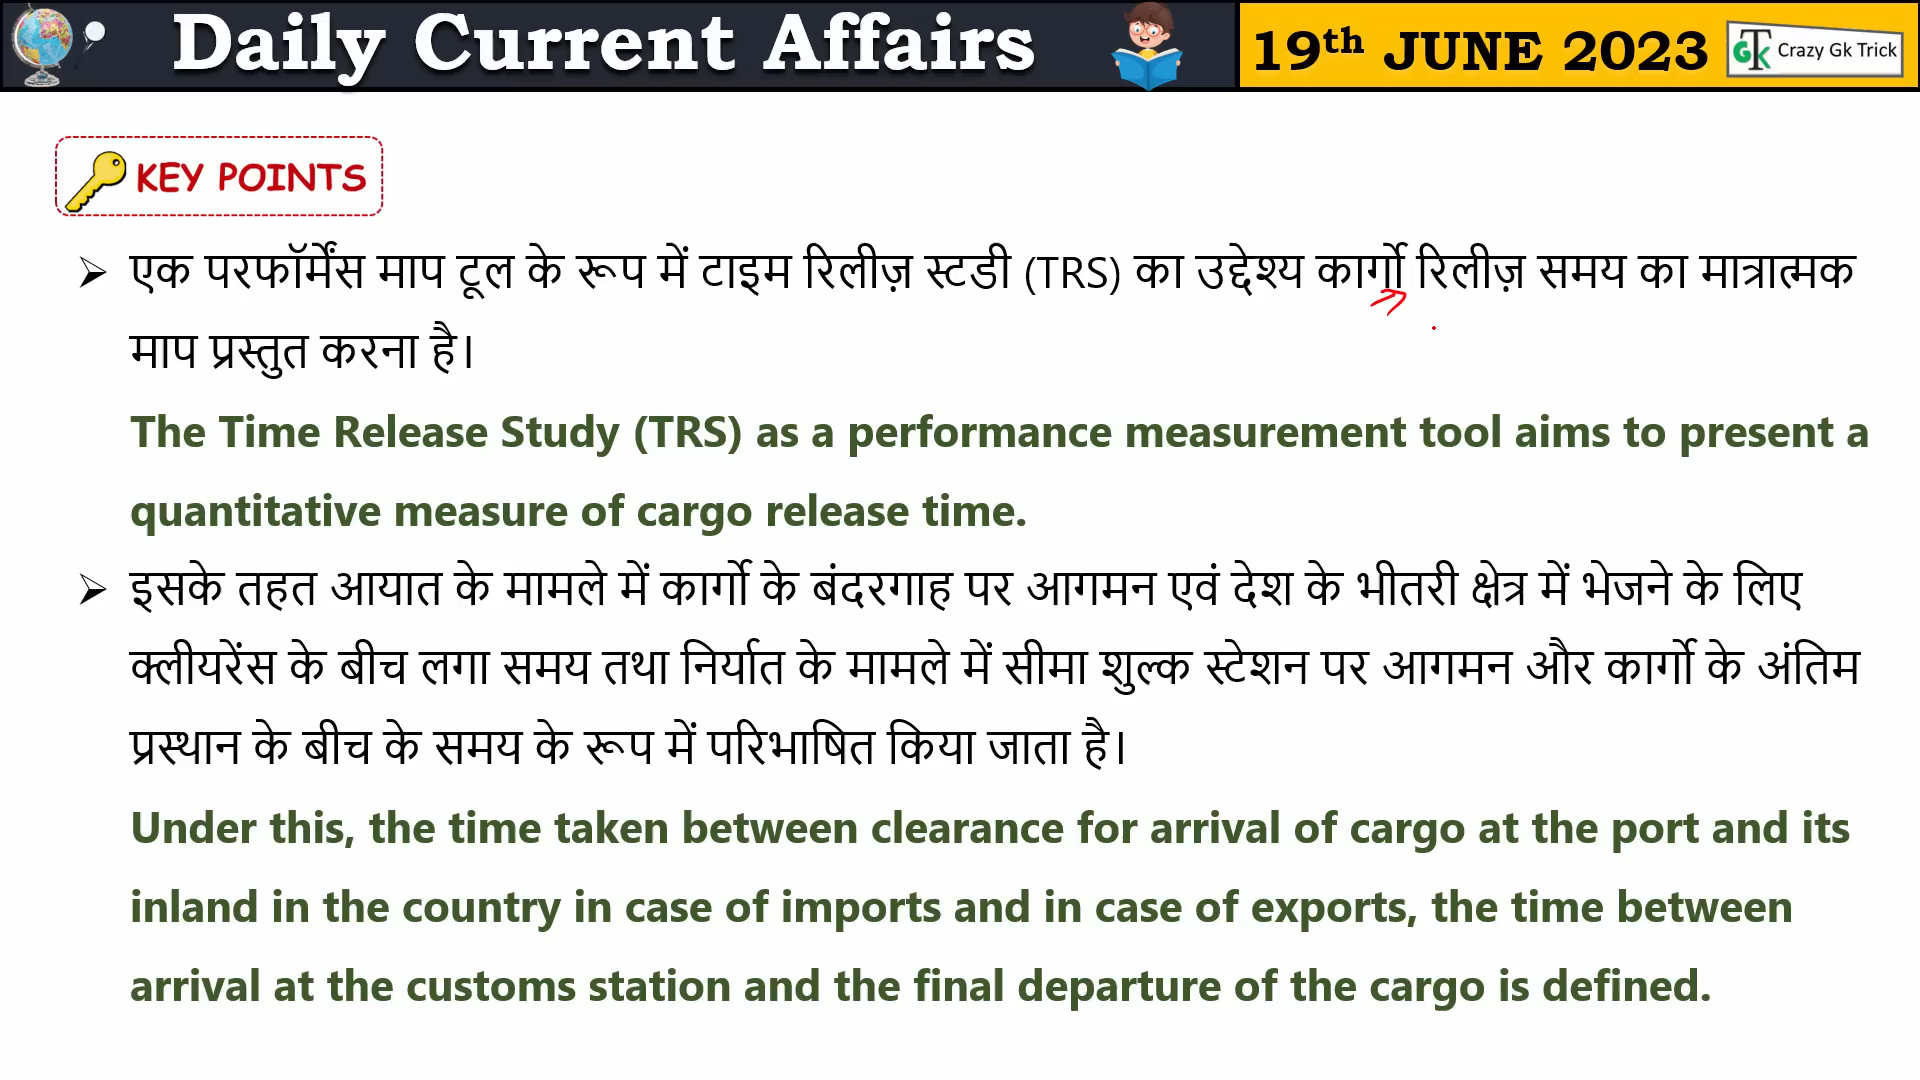 Daily Current Affairs
19th JUNE 2023
GTK Crazy Gk Trick
KEY POINTS
➢ एक परफॉर्मेंस माप टूल के रूप में टाइम रिलीज़ स्टडी (TRS) का उद्देश्य कार्गो रिलीज़ समय का मात्रात्मक
माप प्रस्तुत करना है।
The Time Release Study (TRS) as a performance measurement tool aims to present a
quantitative measure of cargo release time.
➢ इसके तहत आयात के मामले में कार्गो के बंदरगाह पर आगमन एवं देश के भीतरी क्षेत्र में भेजने के लिए
क्लीयरेंस के बीच लगा समय तथा निर्यात के मामले में सीमा शुल्क स्टेशन पर आगमन और कार्गो के अंतिम
प्रस्थान के बीच के समय के रूप में परिभाषित किया जाता है।
Under this, the time taken between clearance for arrival of cargo at the port and its
inland in the country in case of imports and in case of exports, the time between
arrival at the customs station and the final departure of the cargo is defined.